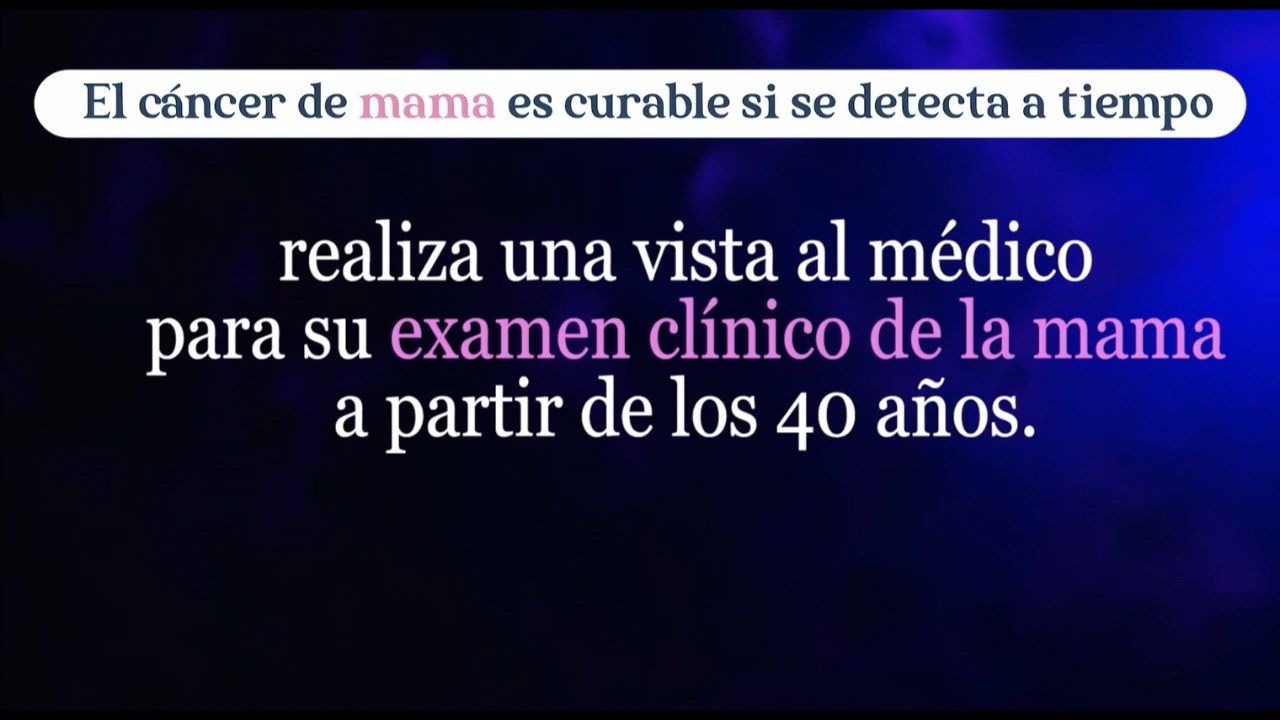 El cáncer de mama es curable si se detecta a tiempo
realiza una vista al médico
para su examen clínico de la mama
a partir de los 40 años.